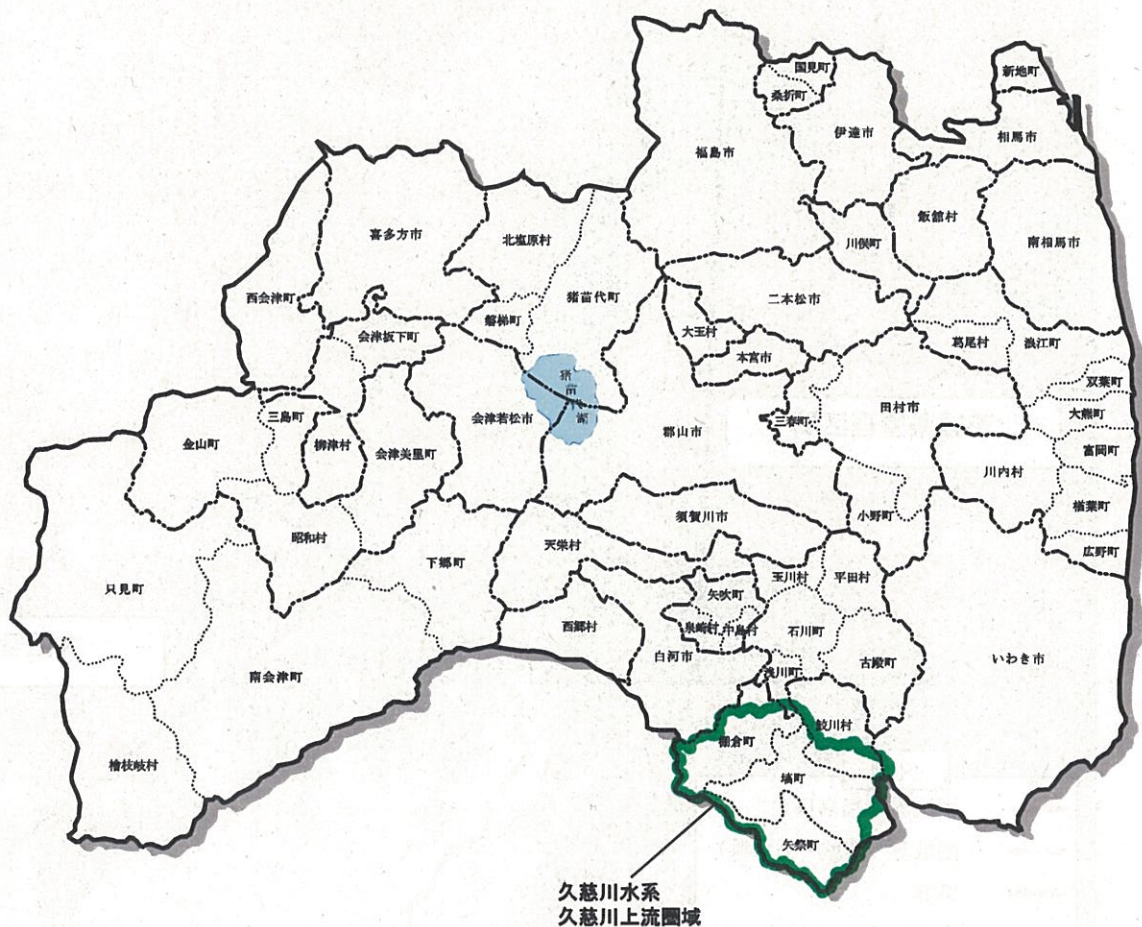 国見町
桑折町
新地町
伊達市
相馬市
福島市
飯舘村
川俣町
南相馬市
喜多方市
北塩原村
猪苗代町
二本松市
西会津町
磐梯町
会津坂下町
大玉村
本宮市
葛尾村
浪江町
双葉町
猪苗代湖
大熊町
田村市
三島町
会津若松市
三春町
郡山市
金山町
柳津村
会津美里町
富岡町
川内村
楢葉町
須賀川市
小野町
昭和村
天栄村
広野町
下郷町
只見町
玉川村
平田村
矢吹町
西郷村
泉崎村
中島村
石川町
白河市
古殿町
いわき市
浅川町
南会津町
鮫川村
棚倉町
檜枝岐村
塙町
矢祭町
久慈川水系
久慈川上流圏域